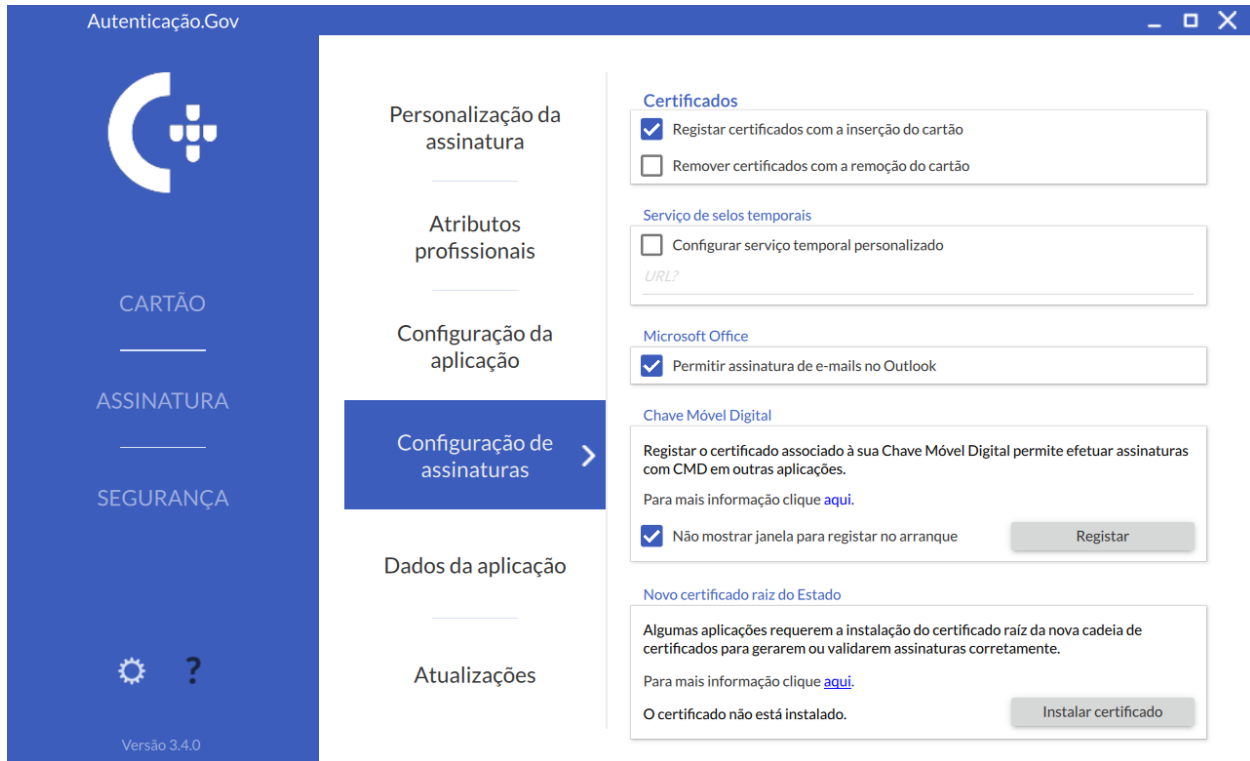 Autenticação.Gov
CARTÃO
ASSINATURA
SEGURANÇA
?
Versão 3.4.0
Personalização da
assinatura
Atributos
profissionais
Configuração da
aplicação
Configuração de
assinaturas
Dados da aplicação
Atualizações
Certificados
Registar certificados com a inserção do cartão
Remover certificados com a remoção do cartão
Serviço de selos temporais
Configurar serviço temporal personalizado
URL?
Microsoft Office
Permitir assinatura de e-mails no Outlook
Chave Móvel Digital
Registar o certificado associado à sua Chave Móvel Digital permite efetuar assinaturas
com CMD em outras aplicações.
Para mais informação clique aqui.
Não mostrar janela para registar no arranque
Registar
Novo certificado raiz do Estado
Algumas aplicações requerem a instalação do certificado raíz da nova cadeia de
certificados para gerarem ou validarem assinaturas corretamente.
Para mais informação clique aqui.
O certificado não está instalado.
Instalar certificado